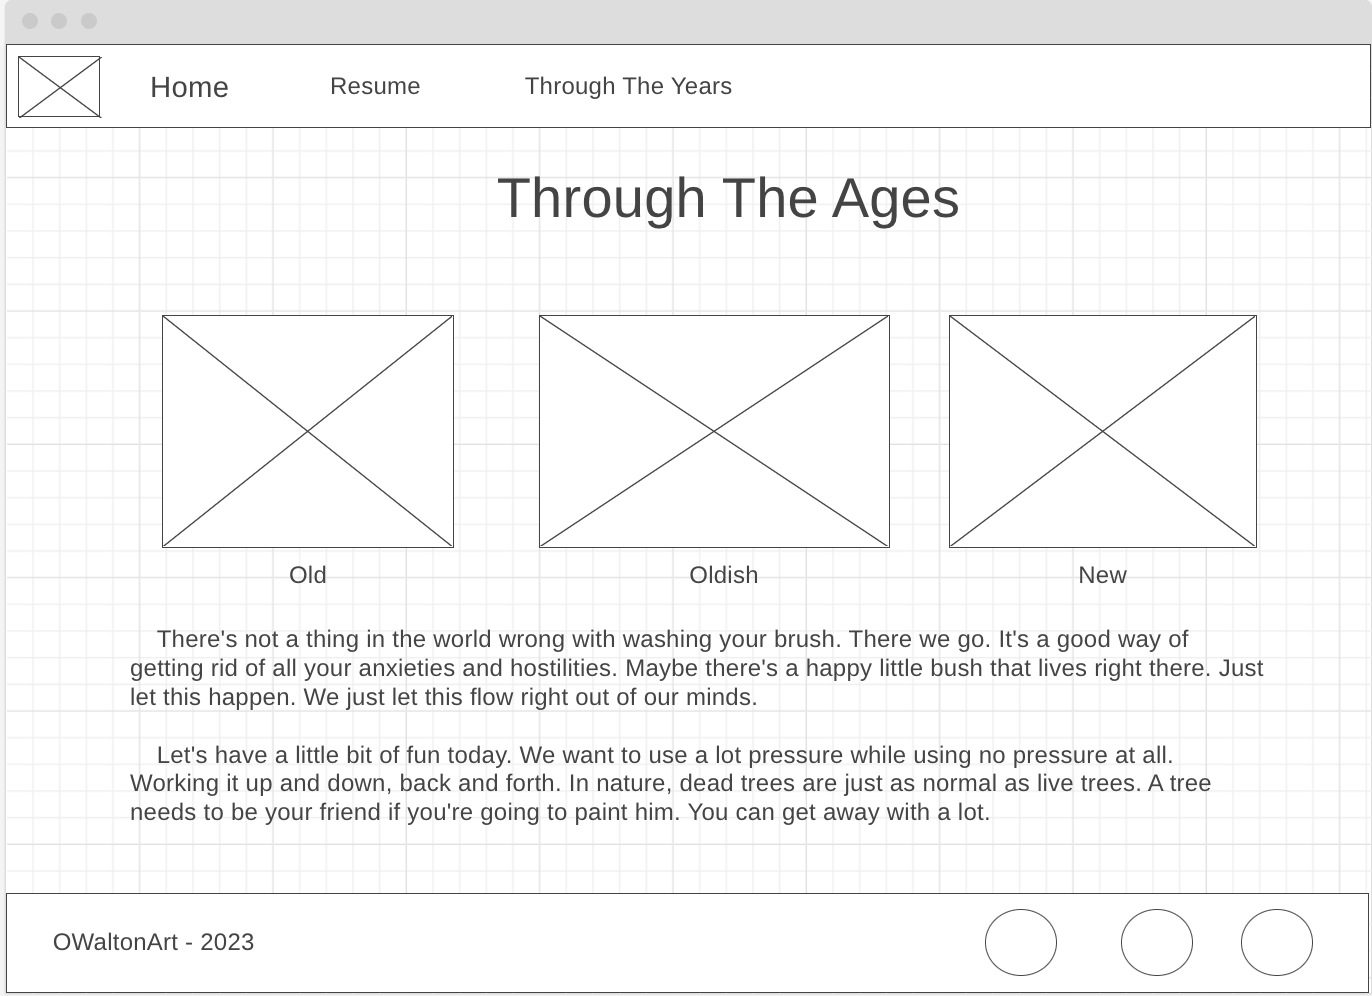 Home Resume Through The Years
Through The Ages
Old Oldish New
There's not a thing in the world wrong with washing your brush. There we go. It's a good way of
getting rid of all your anxieties and hostilities. Maybe there's a happy little bush that lives right there. Just
let this happen. We just let this flow right out of our minds.
Let's have a little bit of fun today. We want to use a lot pressure while using no pressure at all.
Working it up and down, back and forth. In nature, dead trees are just as normal as live trees. A tree
needs to be your friend if you're going to paint him. You can get away with a lot.
OWaltonArt - 2023